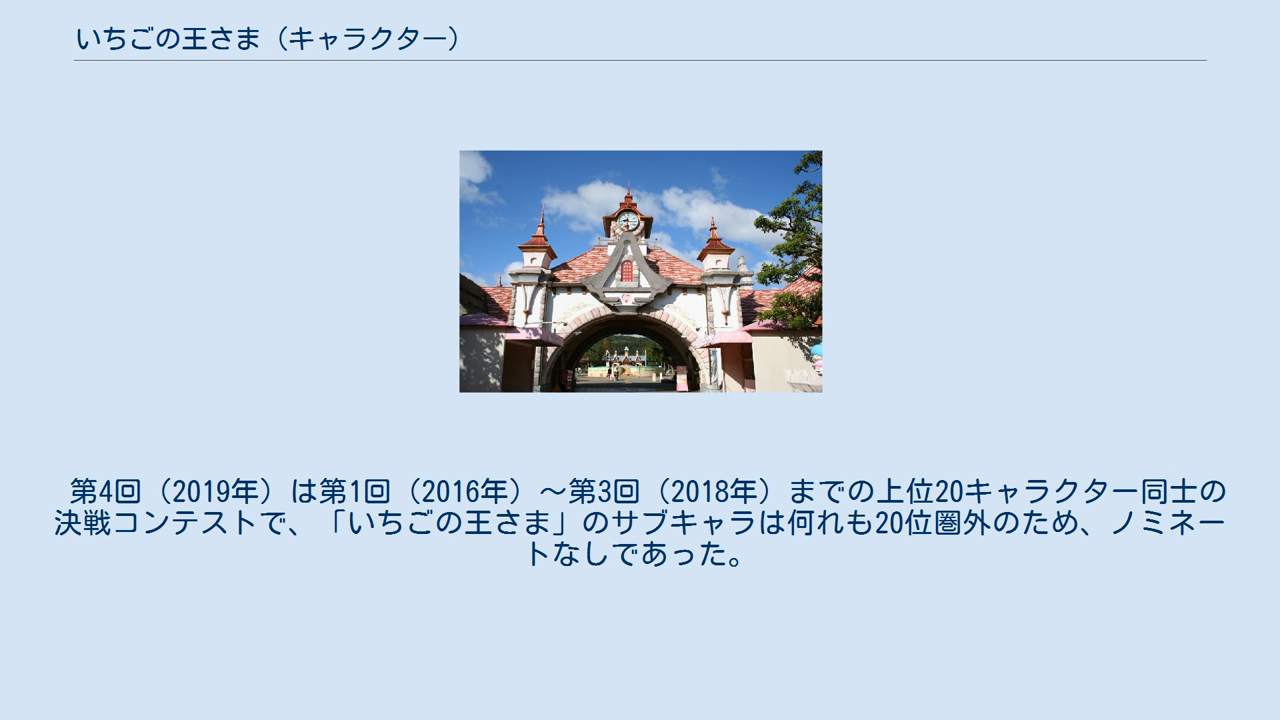 いちごの王さま（キャラクター）
第4回（2019年）は第1回（2016年）～第3回（2018年）までの上位20キャラクター同士の
決戦コンテストで、「いちごの王さま」のサブキャラは何れも20位圏外のため、ノミネー
トなしであった。